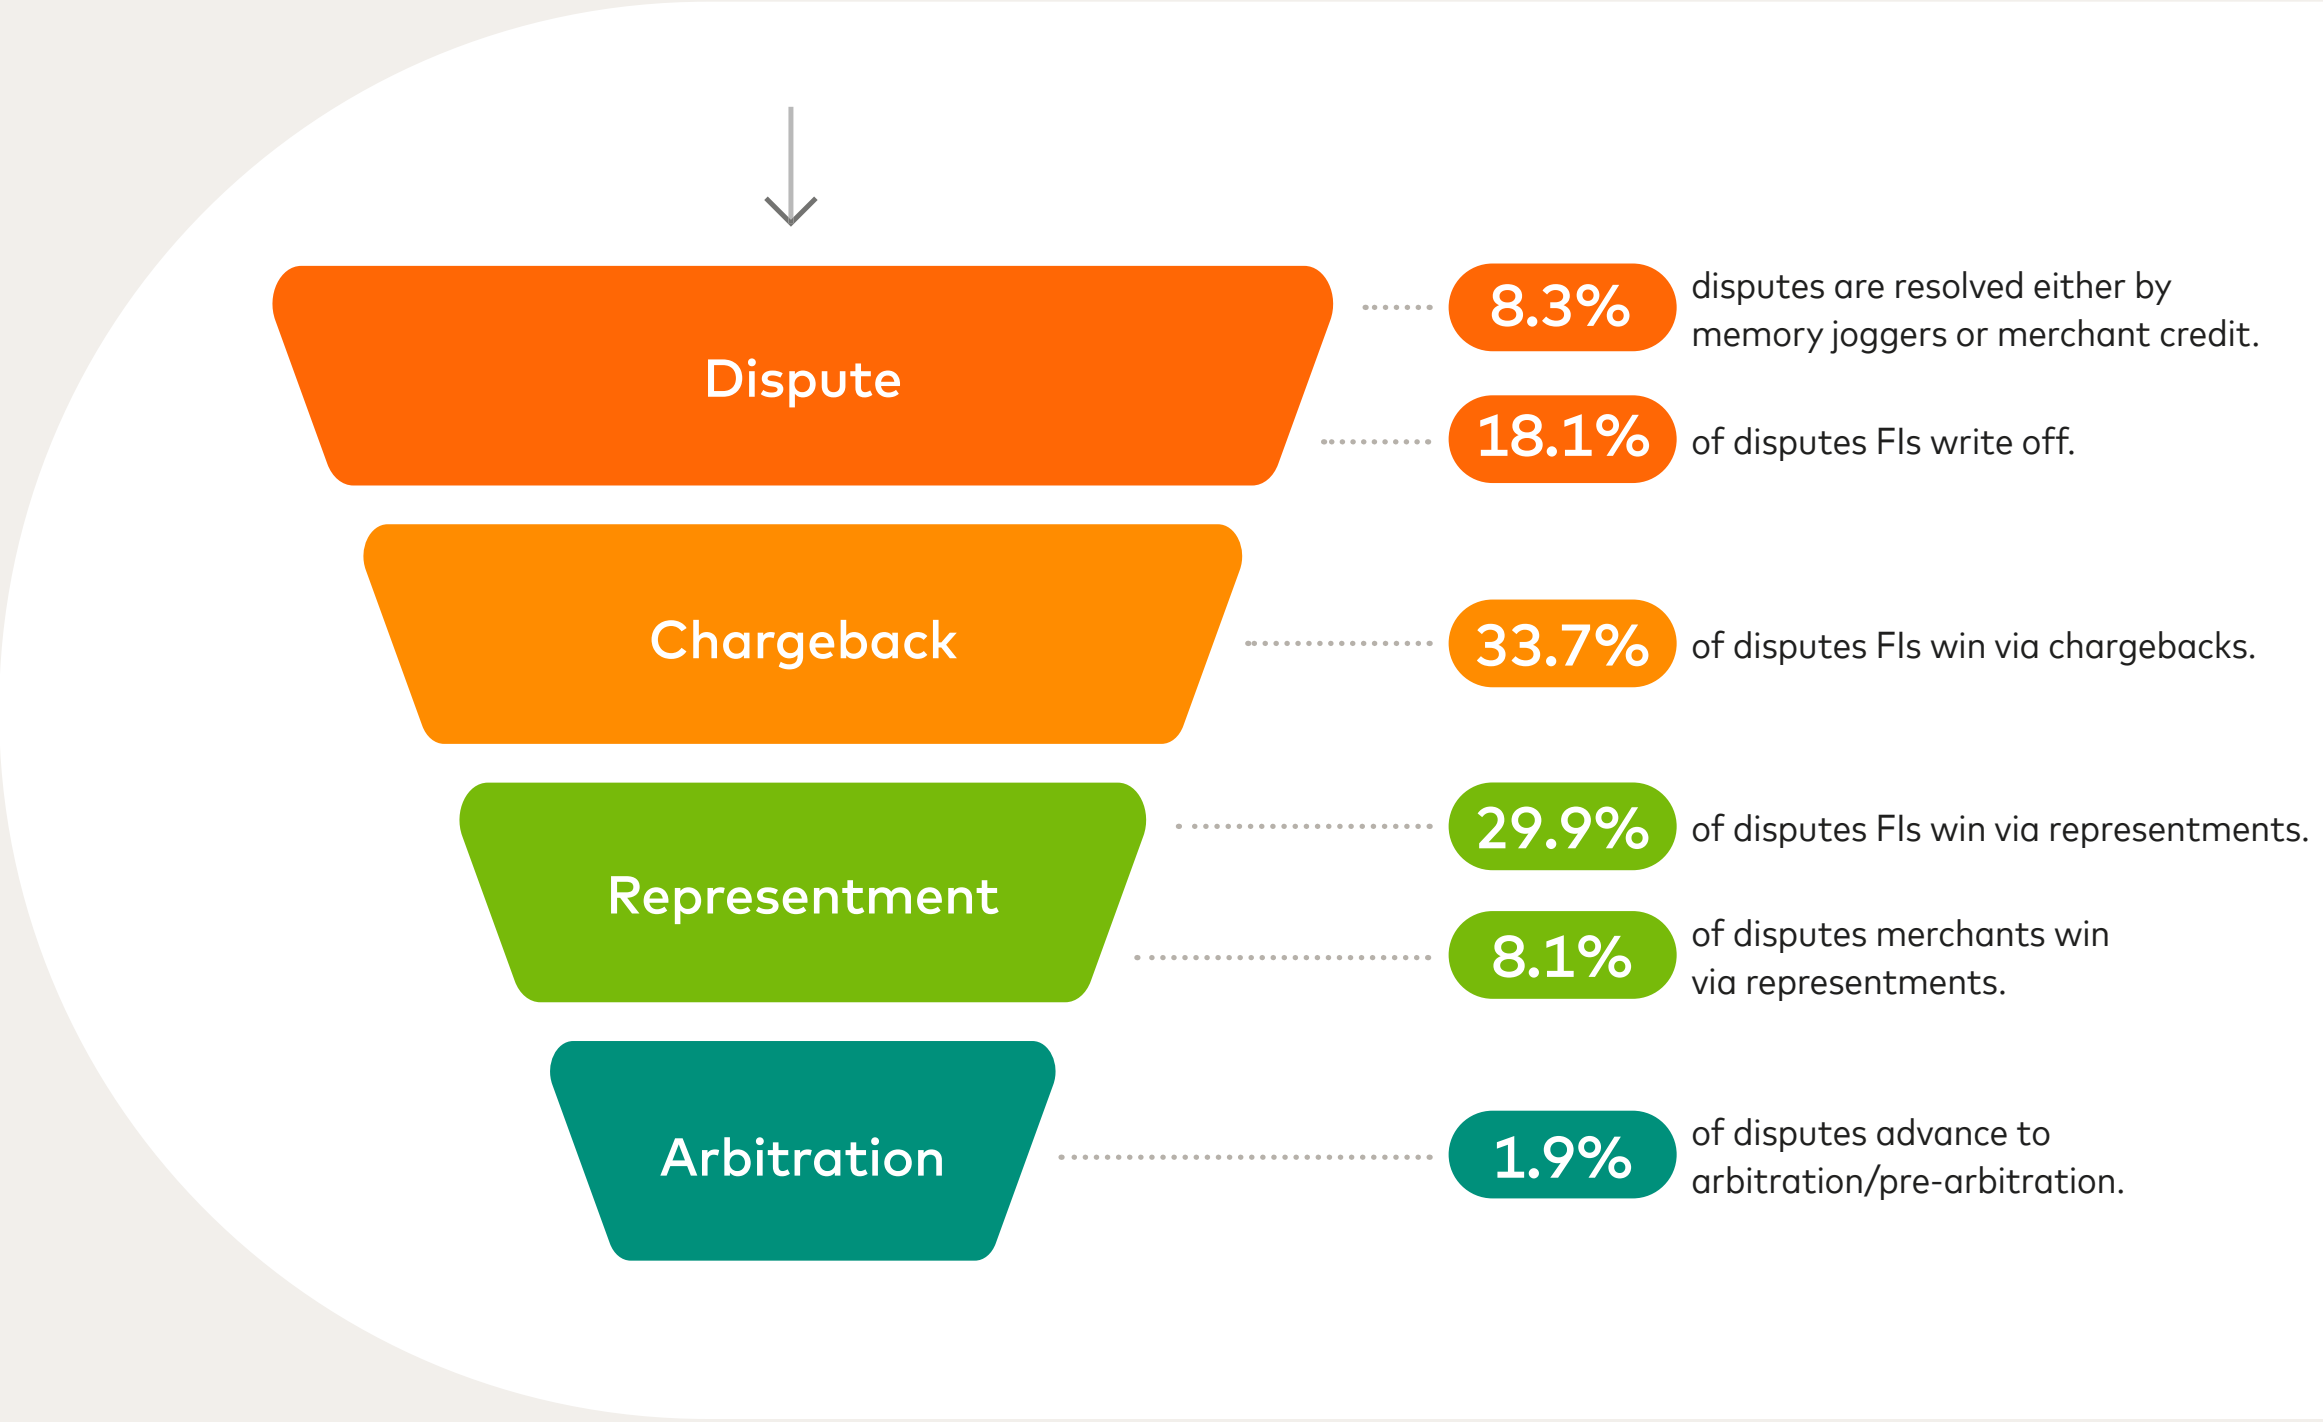 Dispute
8.3%
disputes are resolved either by
memory joggers or merchant credit.
18.1%
of disputes FIs write off.
Chargeback
33.7%
of disputes FIs win via chargebacks.
Representment
29.9%
of disputes FIs win via representments.
8.1%
of disputes merchants win
via representments.
Arbitration
1.9%
of disputes advance to
arbitration/pre-arbitration.